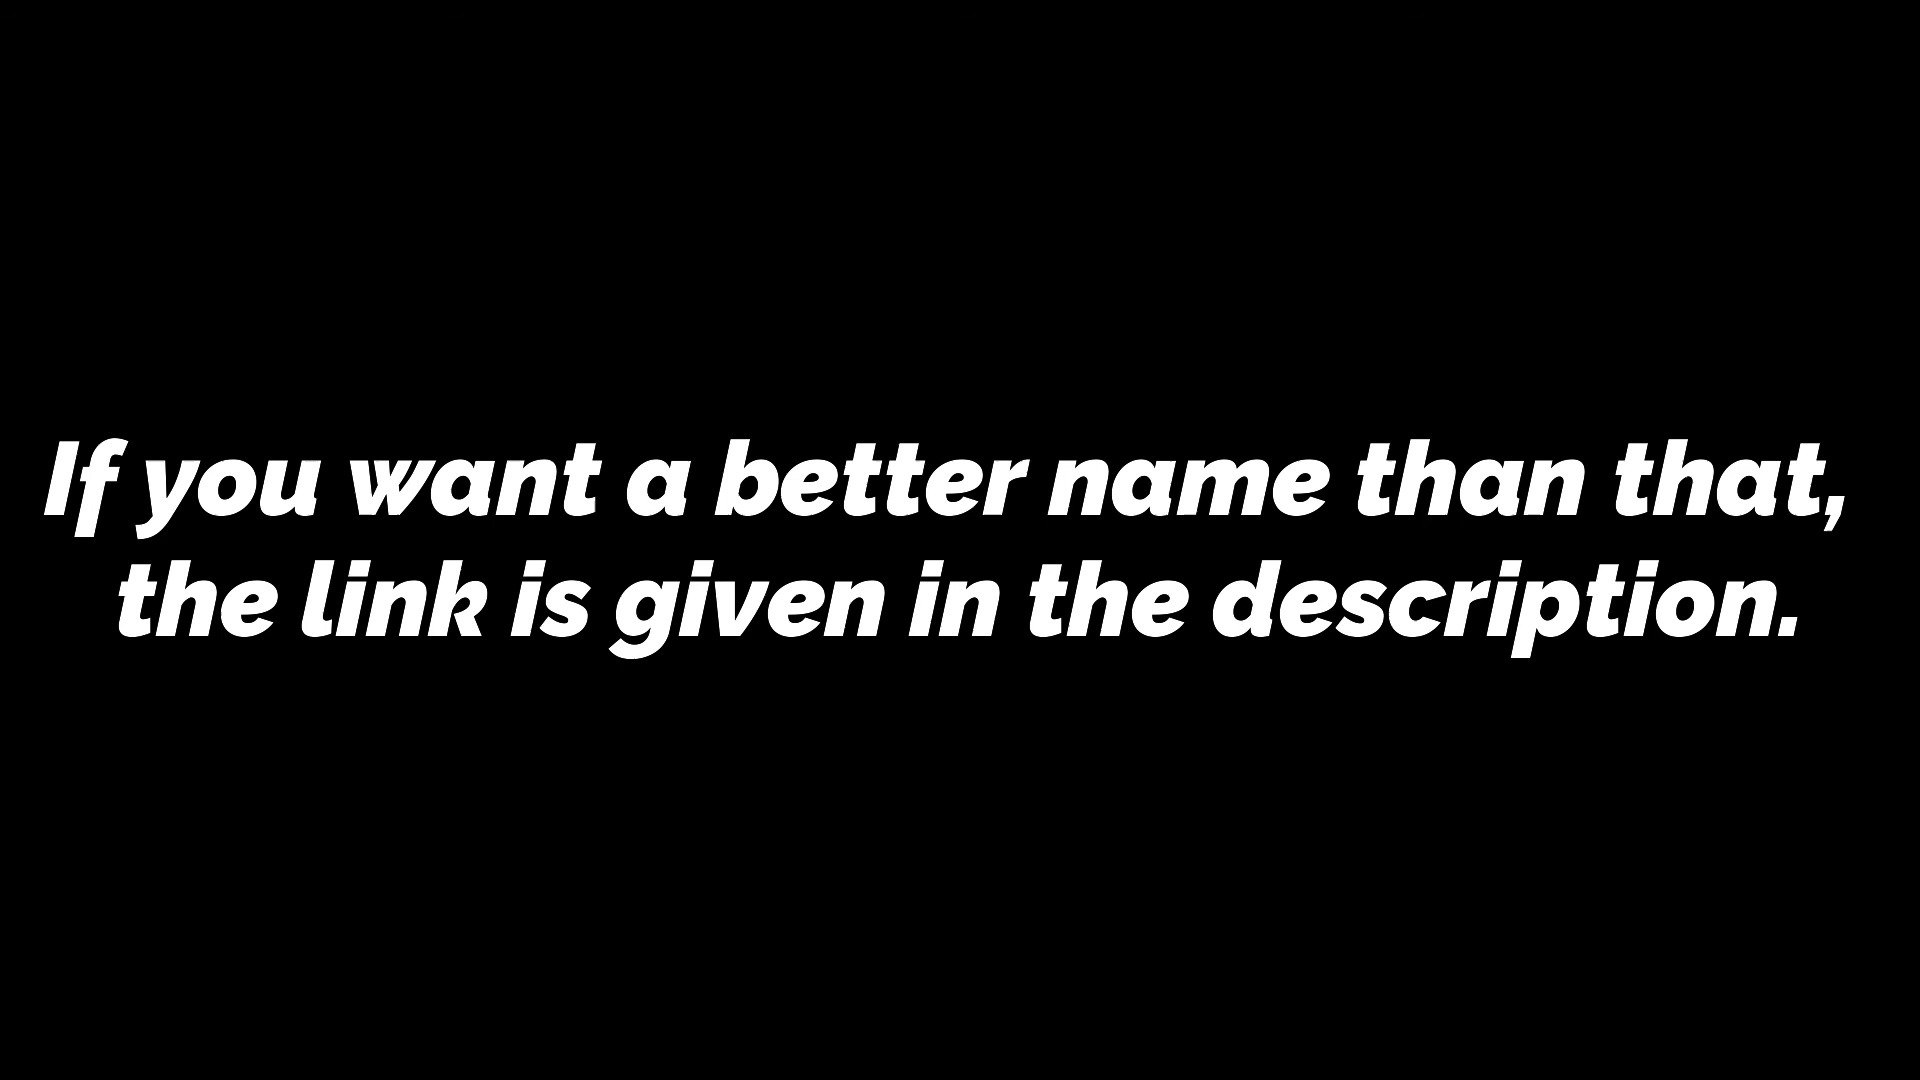 If you want a better name than that,
the link is given in the description.